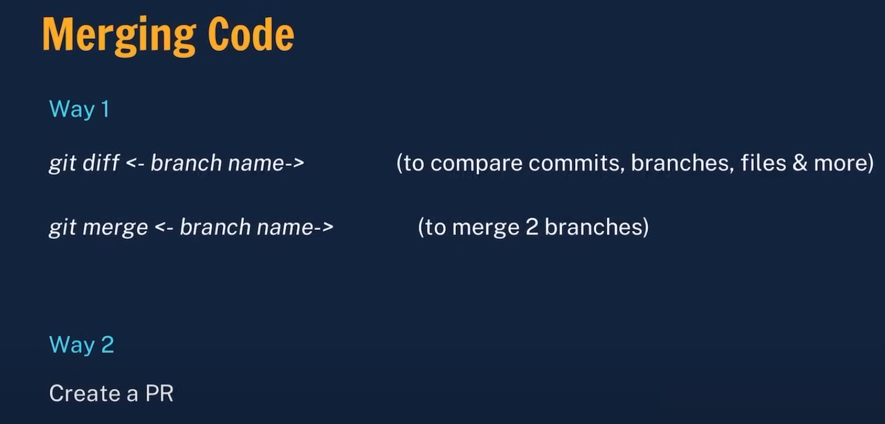 Merging Code
Way 1
git diff <- branch name-> (to compare commits, branches, files & more)
git merge <- branch name-> (to merge 2 branches)
Way 2
Create a PR